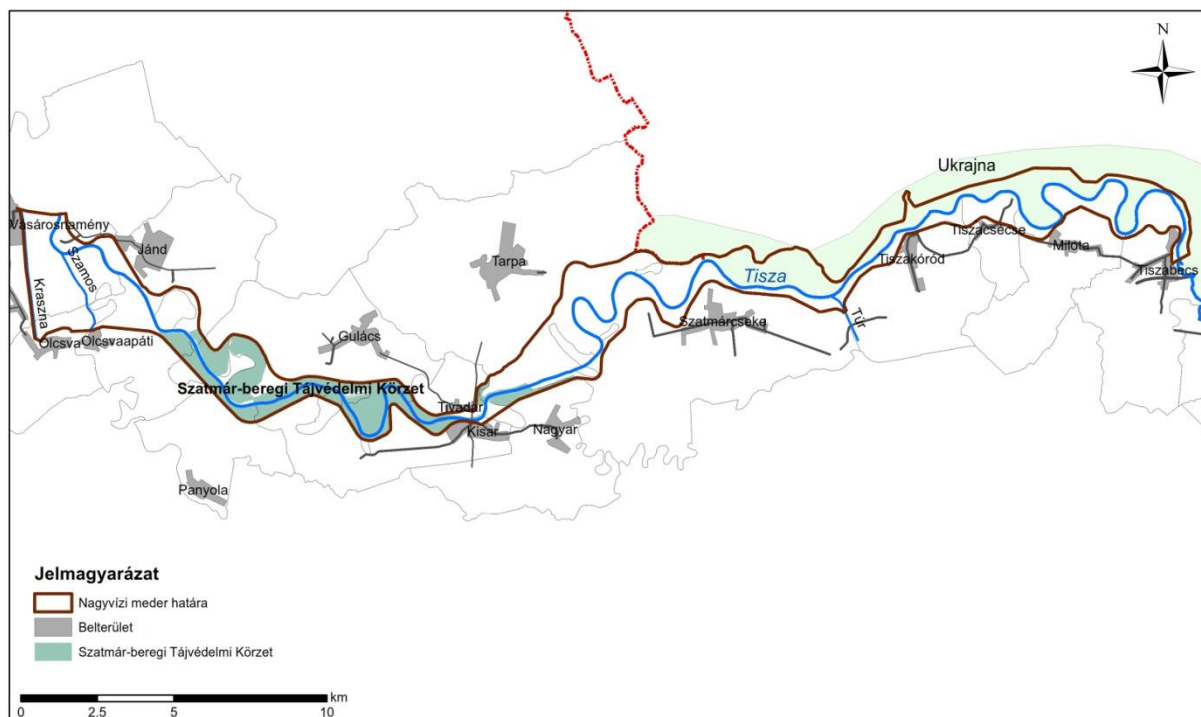 N
Ukrajna
Vásárosnamény
Jánd
Szamos
Kraszna
Olcsva
Olcsvaapáti
Tarpa
Tisza
Tiszakóród
Tiszacsécse
Milota
Tiszabecs
Szatmárcseke
Túr
Gulács
Szatmár-beregi Tájvédelmi Körzet
Tivadar
Kisar
Nagyar
Panyola
Jelmagyarázat
Nagyvízi meder határa
Belterület
Szatmár-beregi Tájvédelmi Körzet
km
0 2.5 5 10